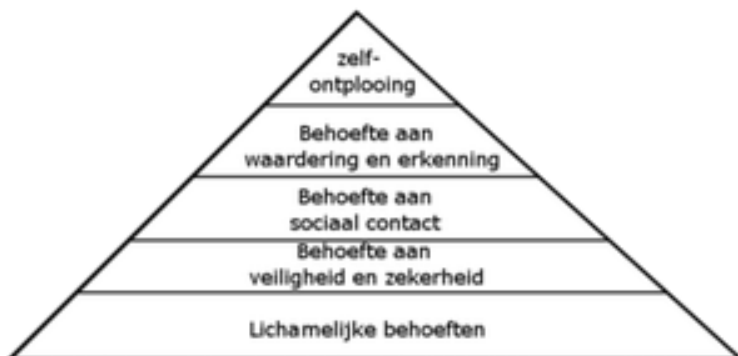 zelf-
ontplooing
Behoefte aan
waardering en erkenning
Behoefte aan
sociaal contact
Behoefte aan
veiligheid en zekerheid
Lichamelijke behoeften